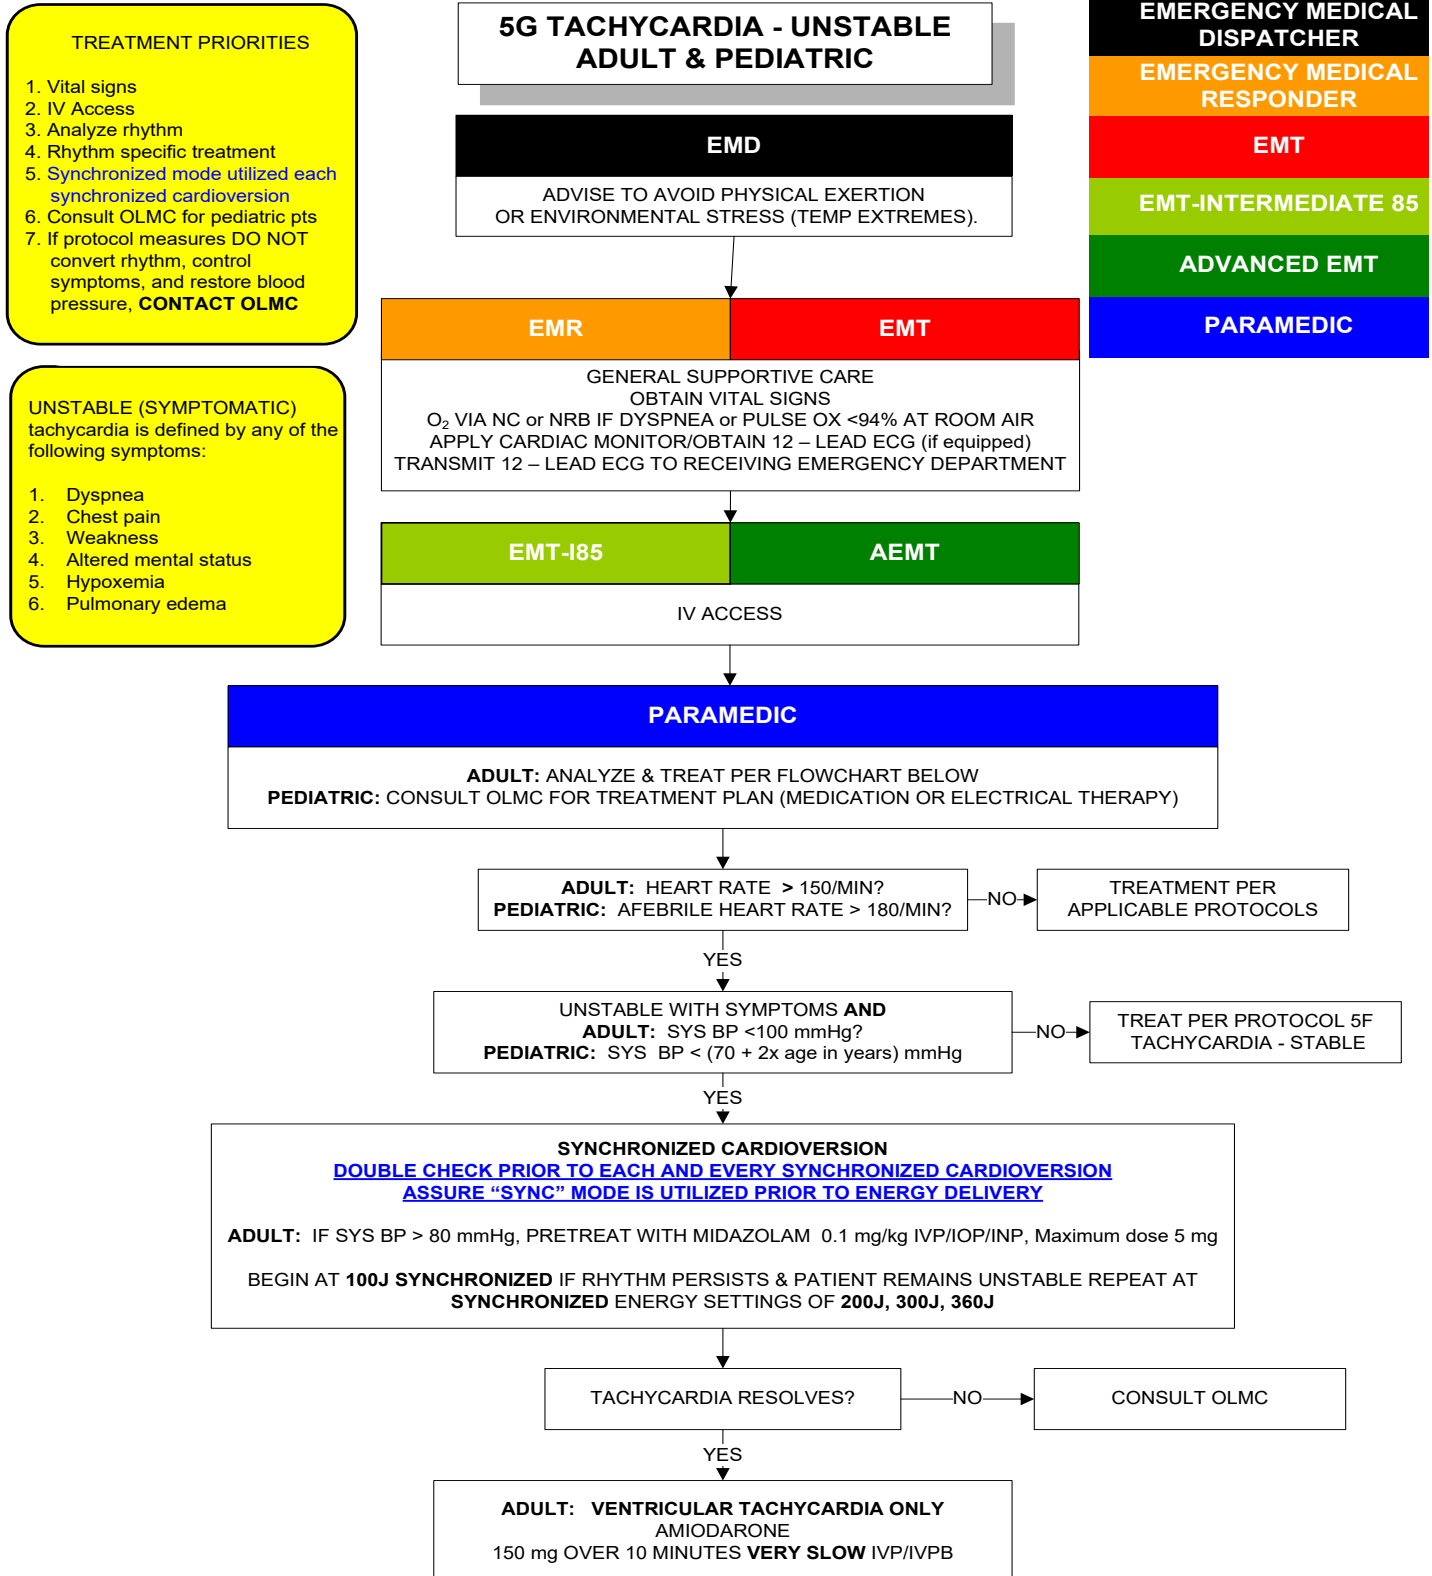 5G TACHYCARDIA - UNSTABLE
ADULT & PEDIATRIC
TREATMENT PRIORITIES
1. Vital signs
2. IV Access
3. Analyze rhythm
4. Rhythm specific treatment
5. Synchronized mode utilized each
synchronized cardioversion
6. Consult OLMC for pediatric pts
7. If protocol measures DO NOT
convert rhythm, control
symptoms, and restore blood
pressure, CONTACT OLMC
UNSTABLE (SYMPTOMATIC)
tachycardia is defined by any of the
following symptoms:
1. Dyspnea
2. Chest pain
3. Weakness
4. Altered mental status
5. Hypoxemia
6. Pulmonary edema
EMERGENCY MEDICAL
DISPATCHER
EMERGENCY MEDICAL
RESPONDER
EMT
EMT-INTERMEDIATE 85
ADVANCED EMT
PARAMEDIC
EMD
ADVISE TO AVOID PHYSICAL EXERTION
OR ENVIRONMENTAL STRESS (TEMP EXTREMES).
EMR
EMT
GENERAL SUPPORTIVE CARE
OBTAIN VITAL SIGNS
O₂ VIA NC or NRB IF DYSPNEA or PULSE OX <94% AT ROOM AIR
APPLY CARDIAC MONITOR/OBTAIN 12 – LEAD ECG (if equipped)
TRANSMIT 12 – LEAD ECG TO RECEIVING EMERGENCY DEPARTMENT
EMT-I85
AEMT
IV ACCESS
PARAMEDIC
ADULT: ANALYZE & TREAT PER FLOWCHART BELOW
PEDIATRIC: CONSULT OLMC FOR TREATMENT PLAN (MEDICATION OR ELECTRICAL THERAPY)
ADULT: HEART RATE > 150/MIN?
PEDIATRIC: AFEBRILE HEART RATE > 180/MIN?
NO
TREATMENT PER
APPLICABLE PROTOCOLS
YES
UNSTABLE WITH SYMPTOMS AND
ADULT: SYS BP <100 mmHg?
PEDIATRIC: SYS BP < (70 + 2x age in years) mmHg
NO
TREAT PER PROTOCOL 5F
TACHYCARDIA - STABLE
YES
SYNCHRONIZED CARDIOVERSION
DOUBLE CHECK PRIOR TO EACH AND EVERY SYNCHRONIZED CARDIOVERSION
ASSURE “SYNC” MODE IS UTILIZED PRIOR TO ENERGY DELIVERY
ADULT: IF SYS BP > 80 mmHg, PRETREAT WITH MIDAZOLAM 0.1 mg/kg IVP/IOP/INP, Maximum dose 5 mg
BEGIN AT 100J SYNCHRONIZED IF RHYTHM PERSISTS & PATIENT REMAINS UNSTABLE REPEAT AT
SYNCHRONIZED ENERGY SETTINGS OF 200J, 300J, 360J
TACHYCARDIA RESOLVES?
NO
CONSULT OLMC
YES
ADULT: VENTRICULAR TACHYCARDIA ONLY
AMIODARONE
150 mg OVER 10 MINUTES VERY SLOW IVP/IVPB